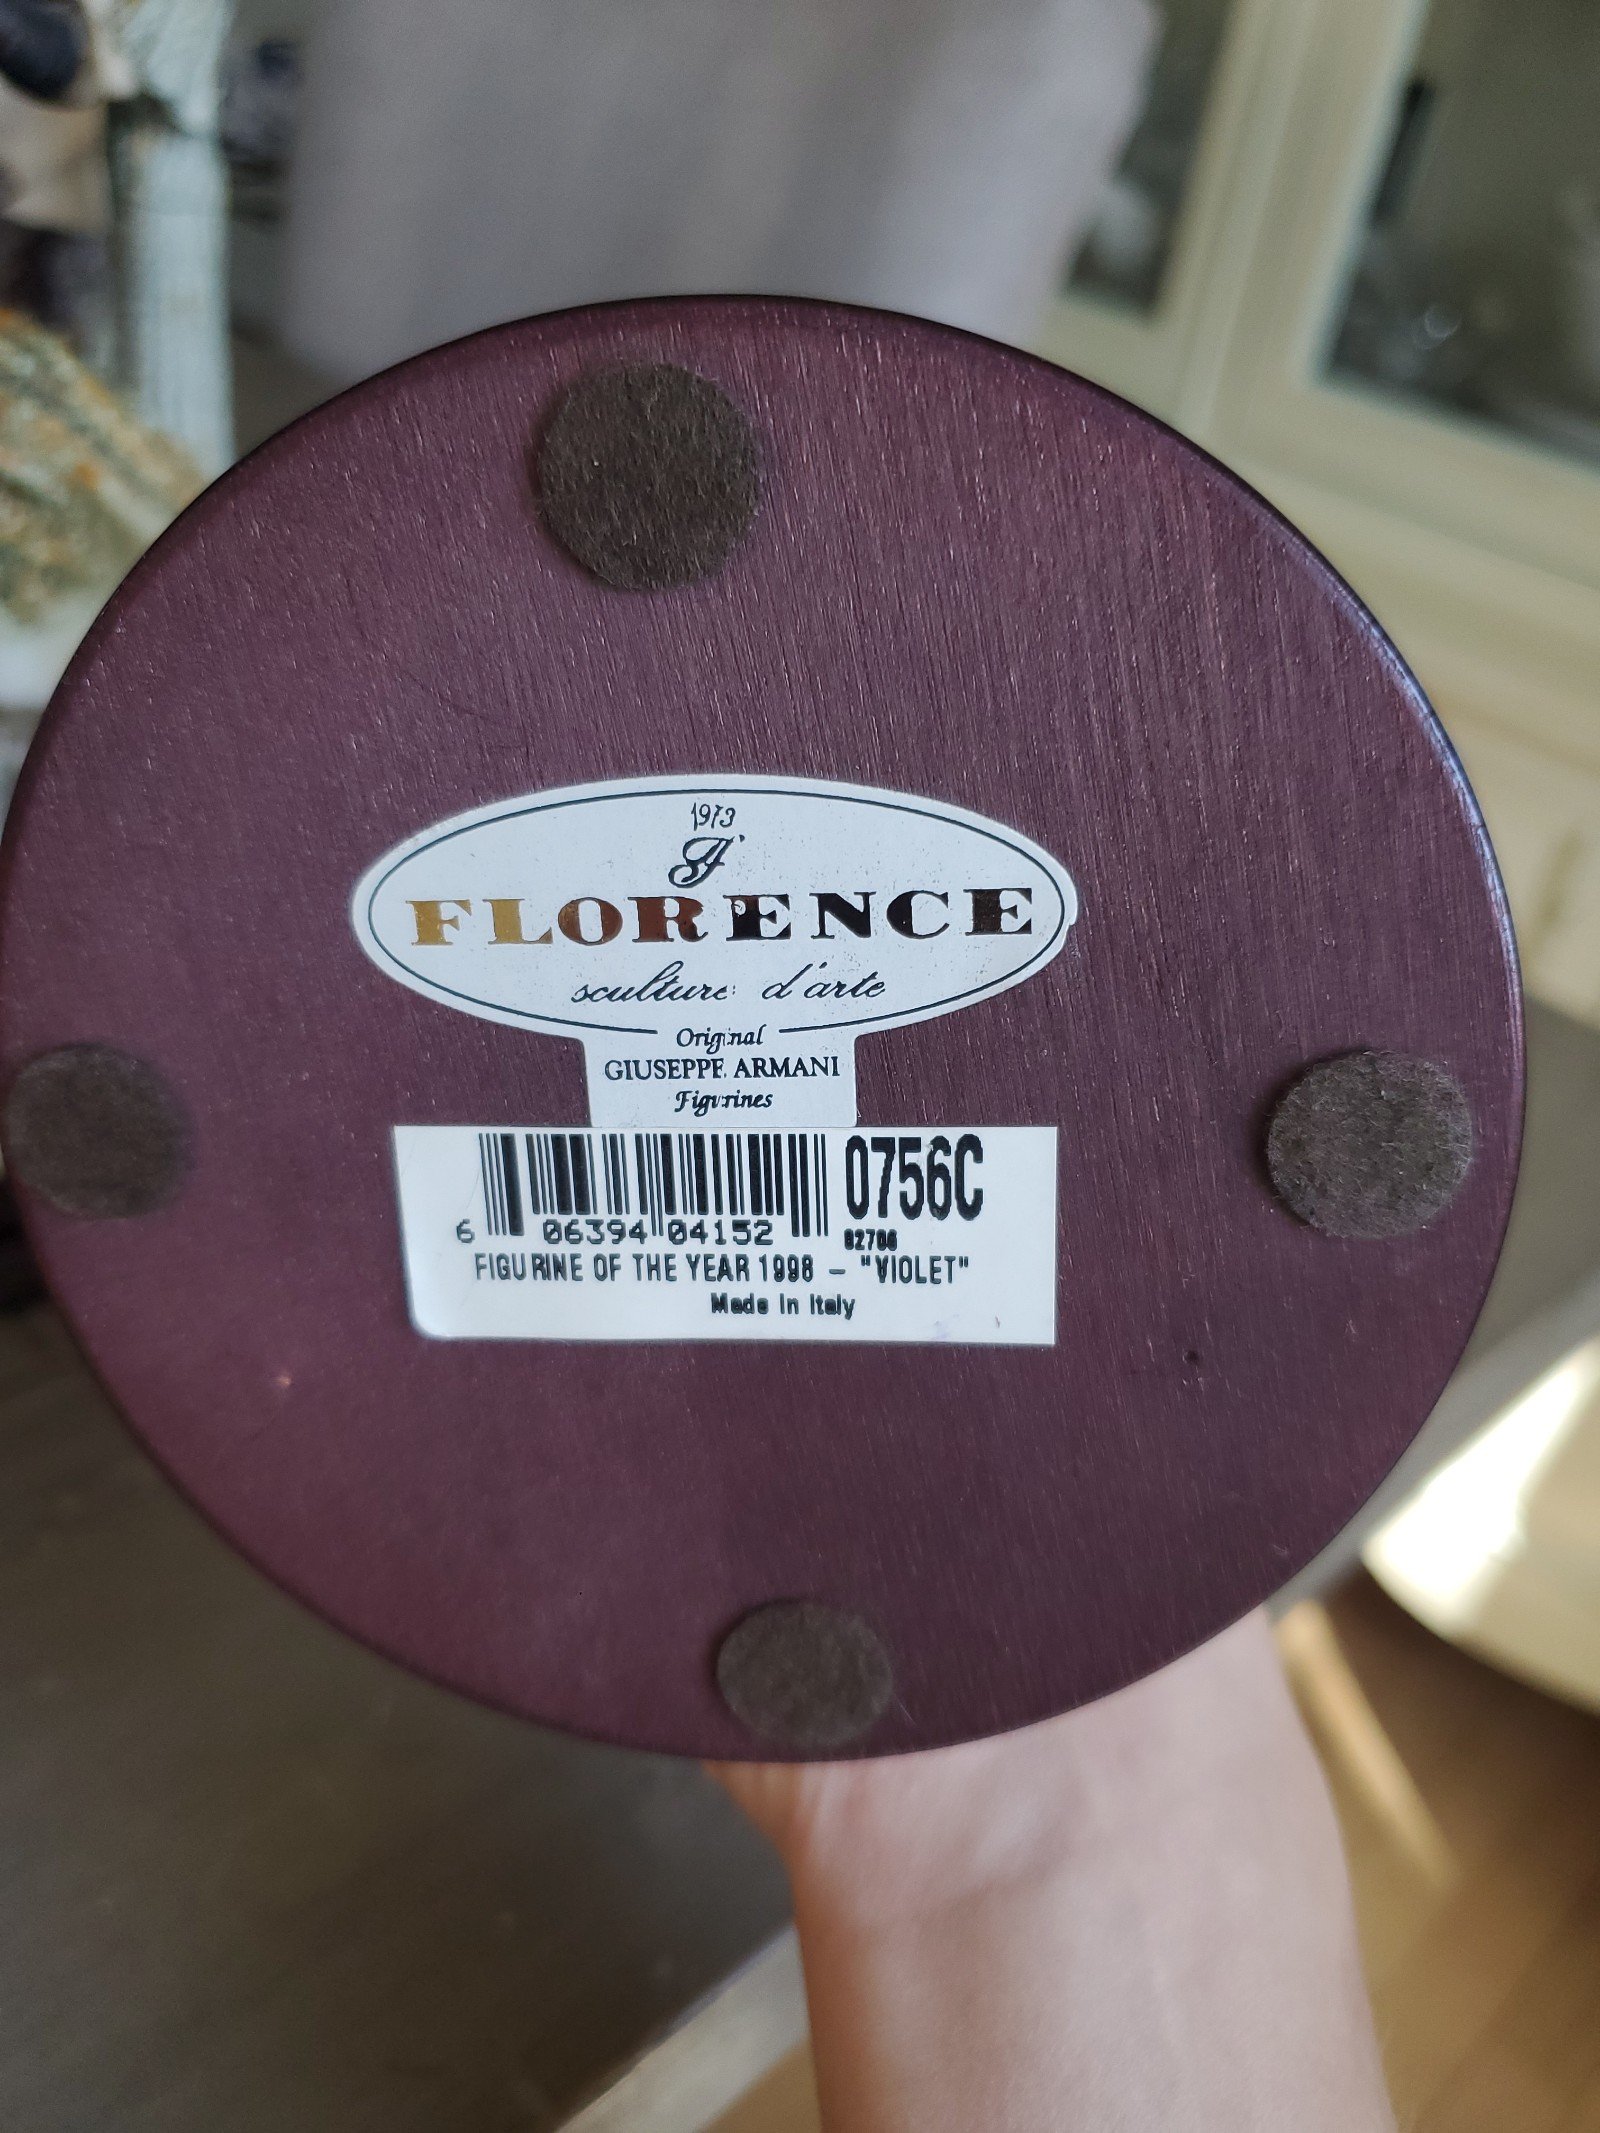 1973
F
FLORENCE
sculture d'arte
Original
GIUSEPPE ARMANI
Figurines
0756C
6 06394 04152
82706
FIGURINE OF THE YEAR 1998 - "VIOLET"
Made In Italy